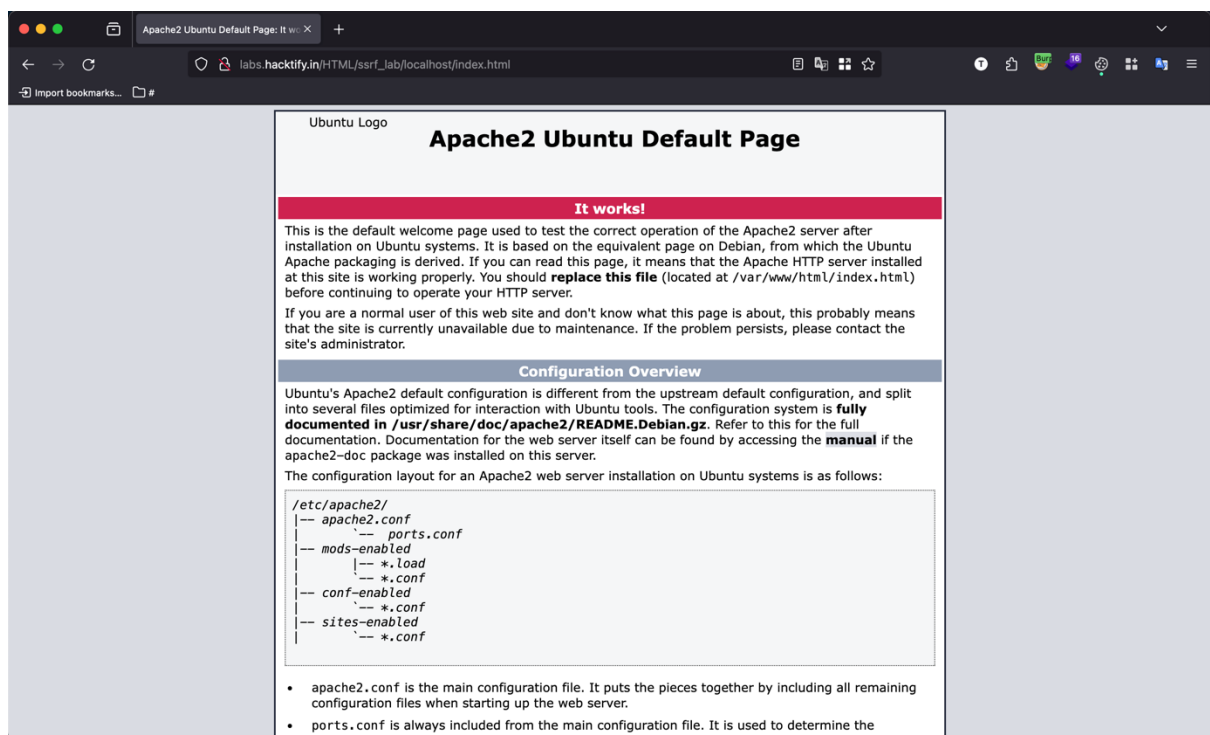 Apache2 Ubuntu Default Page: It wo
labs.hacktify.in/HTML/ssrf_lab/localhost/index.html
T
Burp
16
Import bookmarks...
#
Ubuntu Logo
Apache2 Ubuntu Default Page
It works!
This is the default welcome page used to test the correct operation of the Apache2 server after
installation on Ubuntu systems. It is based on the equivalent page on Debian, from which the Ubuntu
Apache packaging is derived. If you can read this page, it means that the Apache HTTP server installed
at this site is working properly. You should replace this file (located at /var/www/html/index.html)
before continuing to operate your HTTP server.
If you are a normal user of this web site and don't know what this page is about, this probably means
that the site is currently unavailable due to maintenance. If the problem persists, please contact the
site's administrator.
Configuration Overview
Ubuntu's Apache2 default configuration is different from the upstream default configuration, and split
into several files optimized for interaction with Ubuntu tools. The configuration system is fully
documented in /usr/share/doc/apache2/README.Debian.gz. Refer to this for the full
documentation. Documentation for the web server itself can be found by accessing the manual if the
apache2-doc package was installed on this server.
The configuration layout for an Apache2 web server installation on Ubuntu systems is as follows:
/etc/apache2/
|-- apache2.conf
|       `--  ports.conf
|-- mods-enabled
|       |-- *.load
|       `-- *.conf
|-- conf-enabled
|       `-- *.conf
|-- sites-enabled
|       `-- *.conf
• apache2.conf is the main configuration file. It puts the pieces together by including all remaining
configuration files when starting up the web server.
• ports.conf is always included from the main configuration file. It is used to determine the